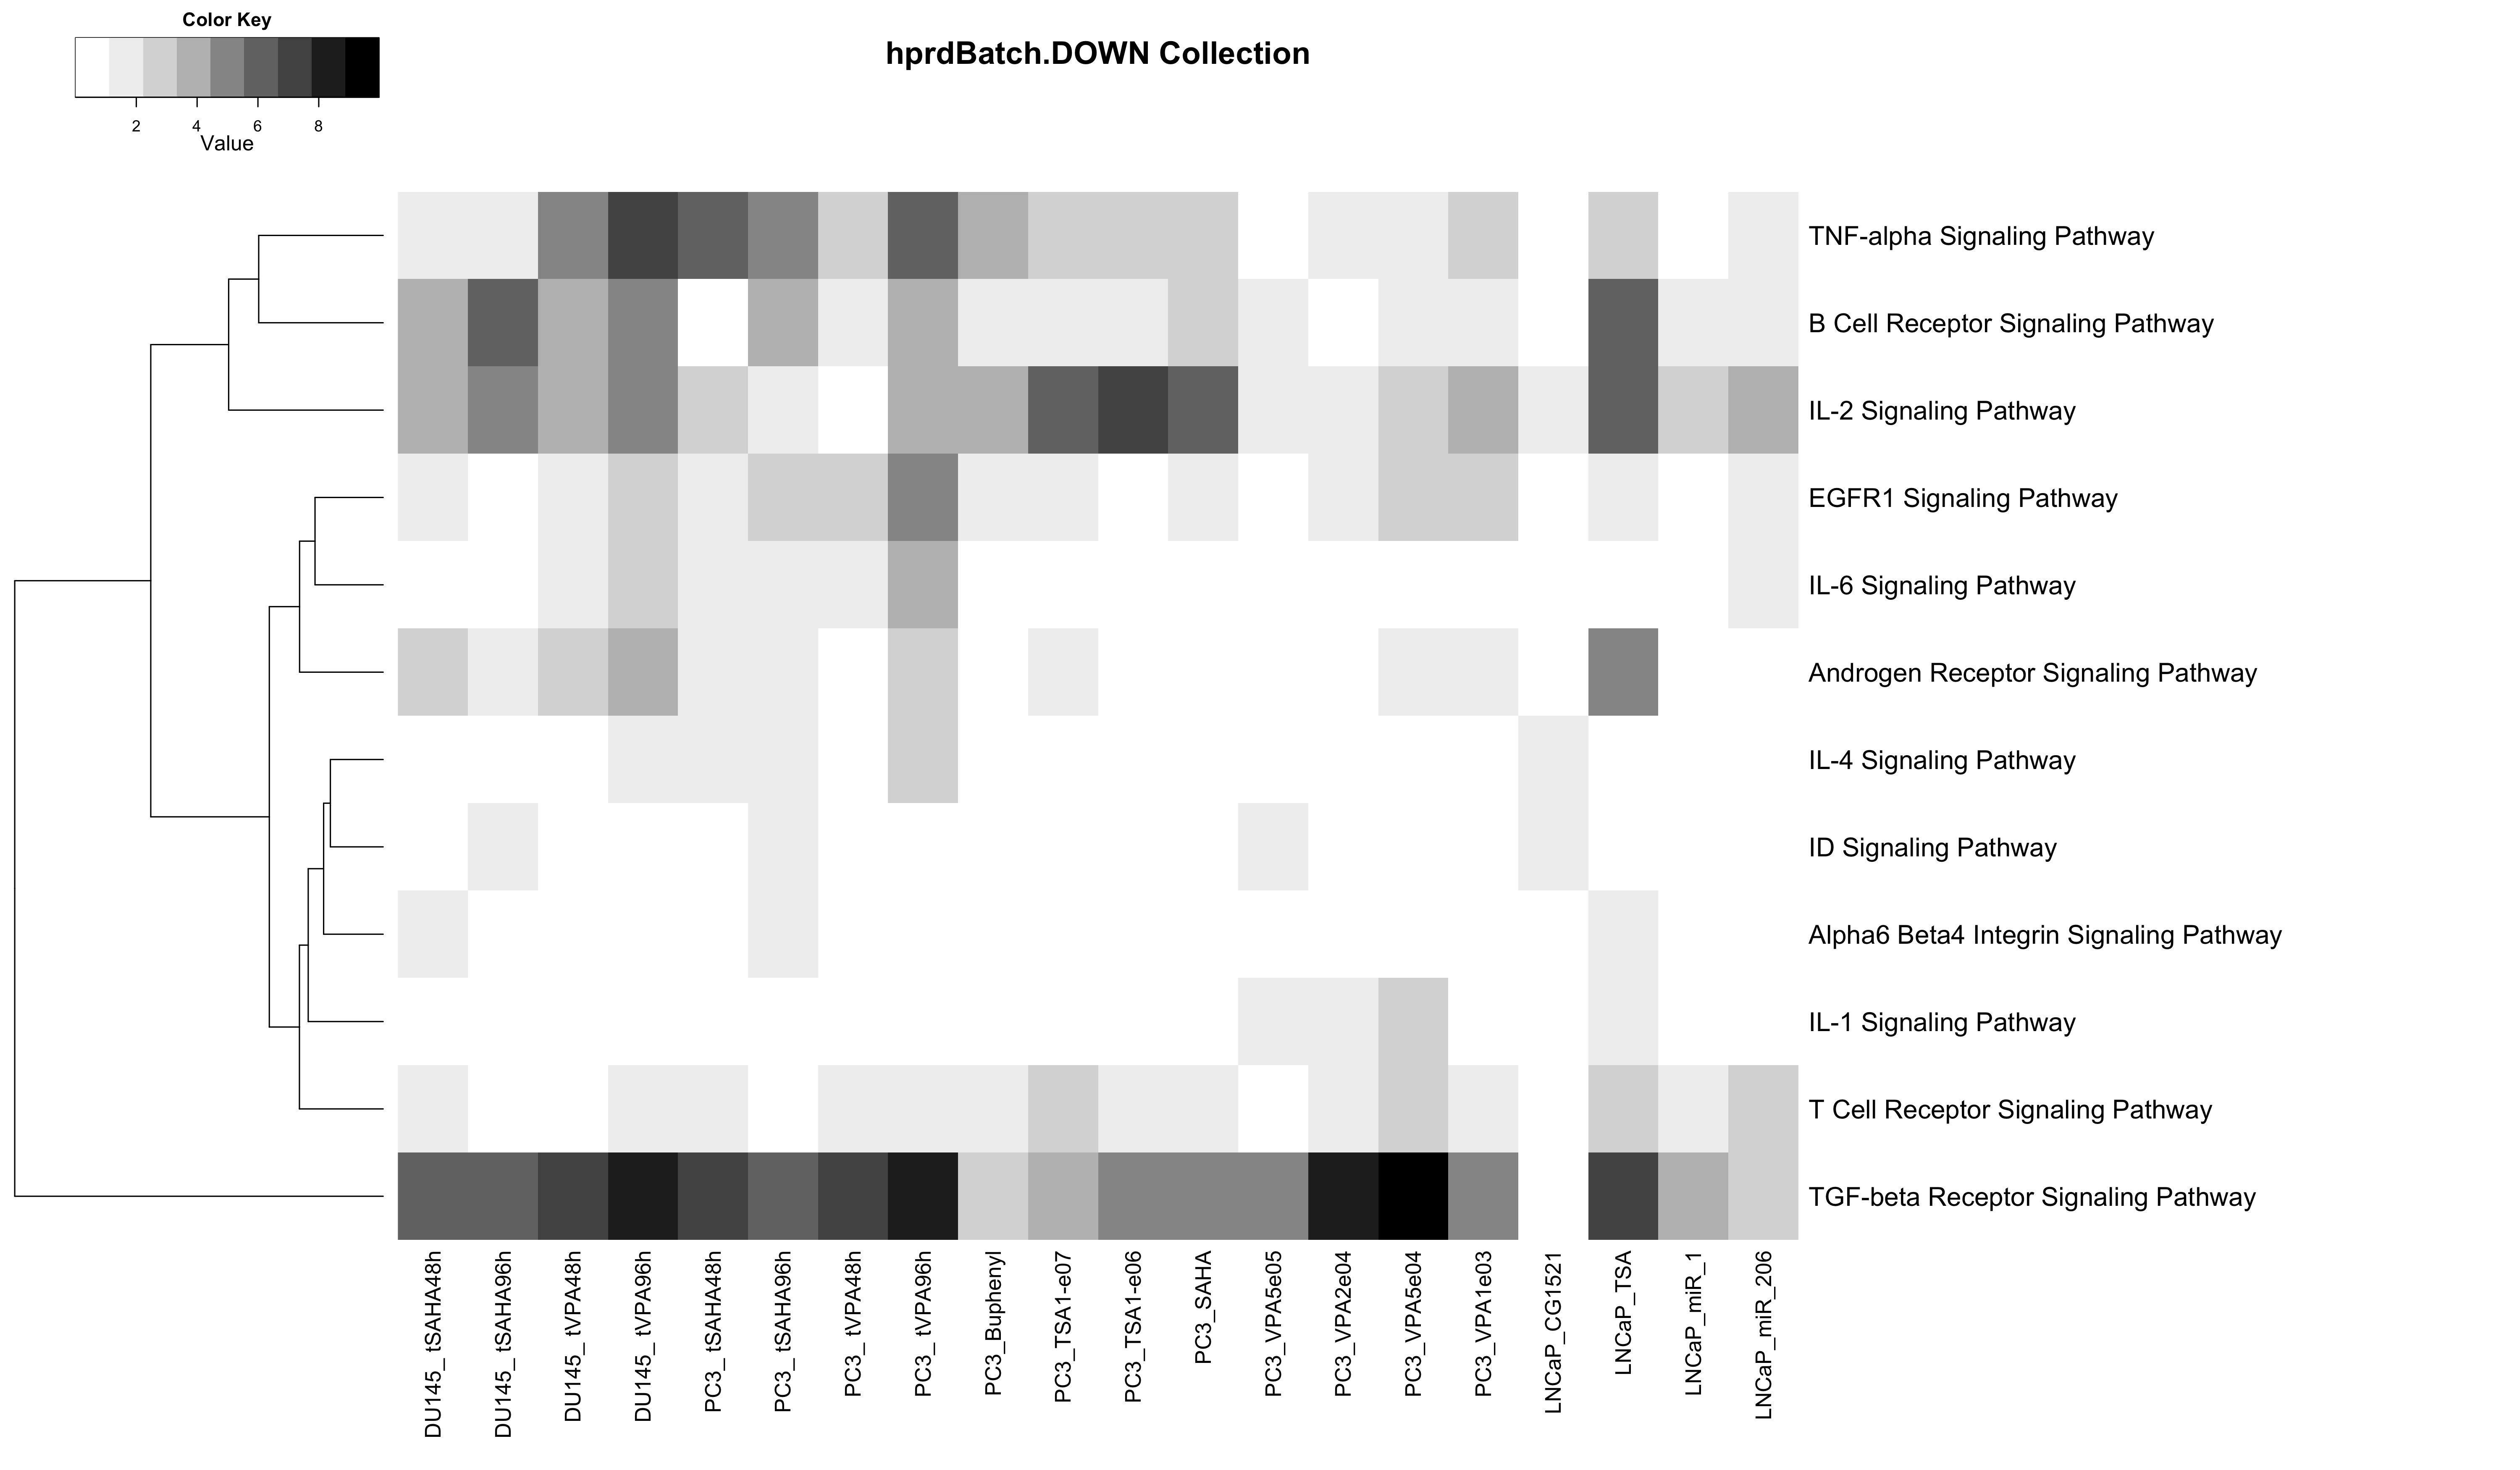 Color Key
2 4 6 8
Value
hprdBatch.DOWN Collection
TNF-alpha Signaling Pathway
B Cell Receptor Signaling Pathway
IL-2 Signaling Pathway
EGFR1 Signaling Pathway
IL-6 Signaling Pathway
Androgen Receptor Signaling Pathway
IL-4 Signaling Pathway
ID Signaling Pathway
Alpha6 Beta4 Integrin Signaling Pathway
IL-1 Signaling Pathway
T Cell Receptor Signaling Pathway
TGF-beta Receptor Signaling Pathway
DU145_ tSAHA48h
DU145_ tSAHA96h
DU145_ tVPA48h
DU145_ tVPA96h
PC3_ tSAHA48h
PC3_ tSAHA96h
PC3_ tVPA48h
PC3_ tVPA96h
PC3_Buphenyl
PC3_TSA1-e07
PC3_TSA1-e06
PC3_SAHA
PC3_VPA5e05
PC3_VPA2e04
PC3_VPA5e04
PC3_VPA1e03
LNCaP_CG1521
LNCaP_TSA
LNCaP_miR_1
LNCaP_miR_206